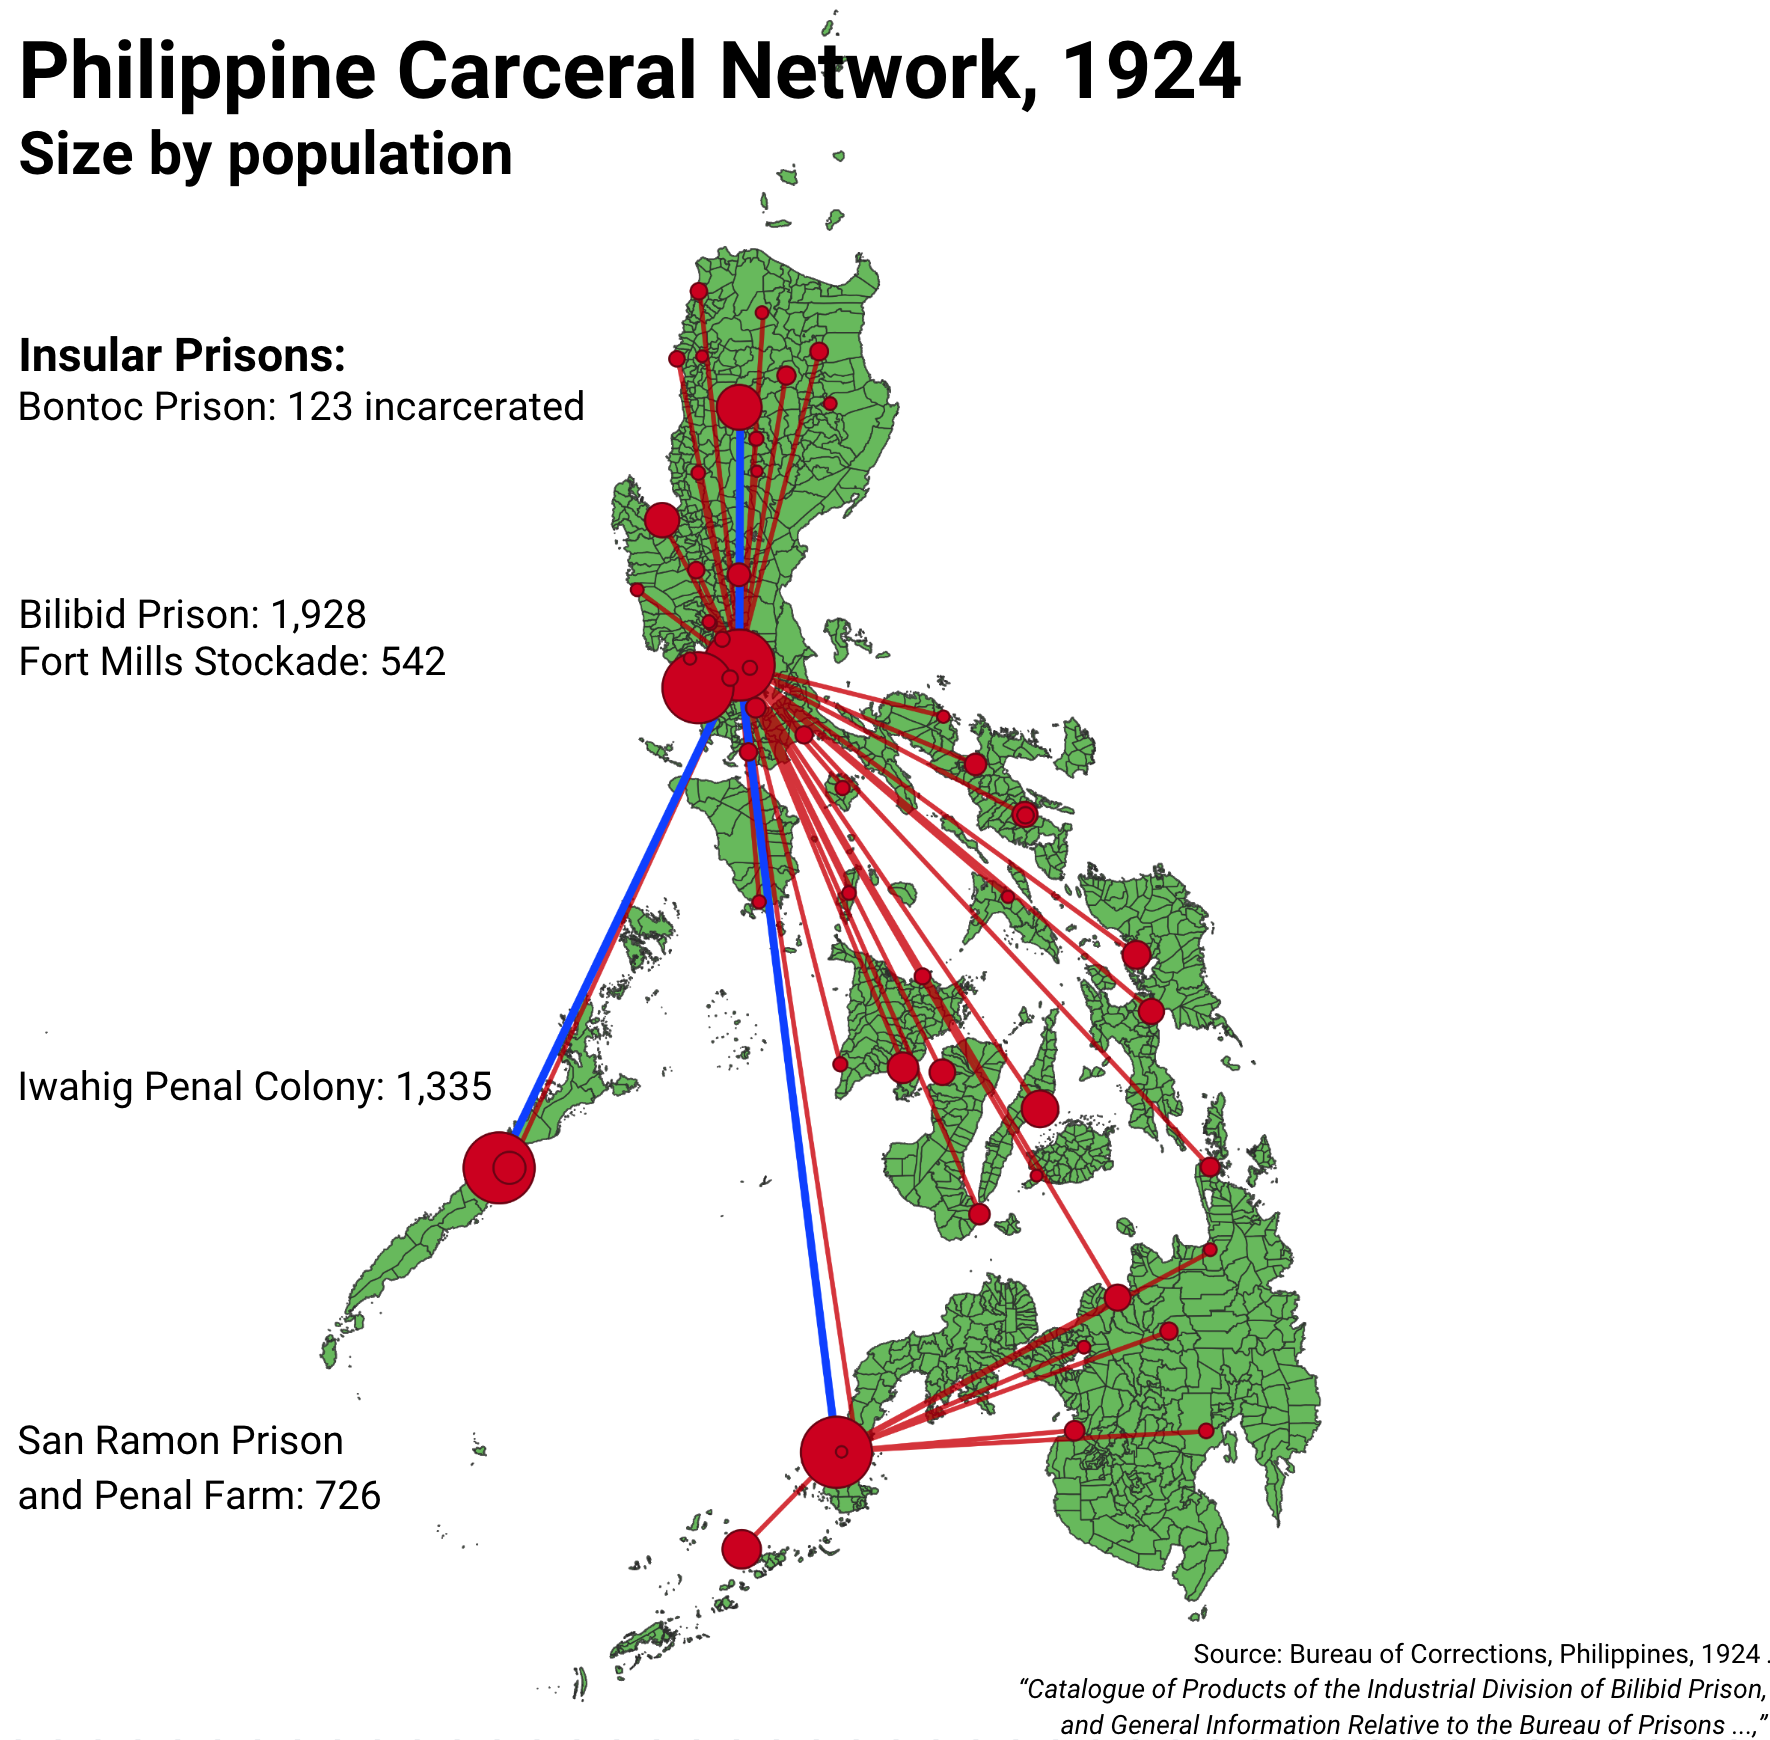 Philippine Carceral Network, 1924
Size by population
Insular Prisons:
Bontoc Prison: 123 incarcerated
Bilibid Prison: 1,928
Fort Mills Stockade: 542
Iwahig Penal Colony: 1,335
San Ramon Prison
and Penal Farm: 726
Source: Bureau of Corrections, Philippines, 1924 .
“Catalogue of Products of the Industrial Division of Bilibid Prison,
and General Information Relative to the Bureau of Prisons ...,”